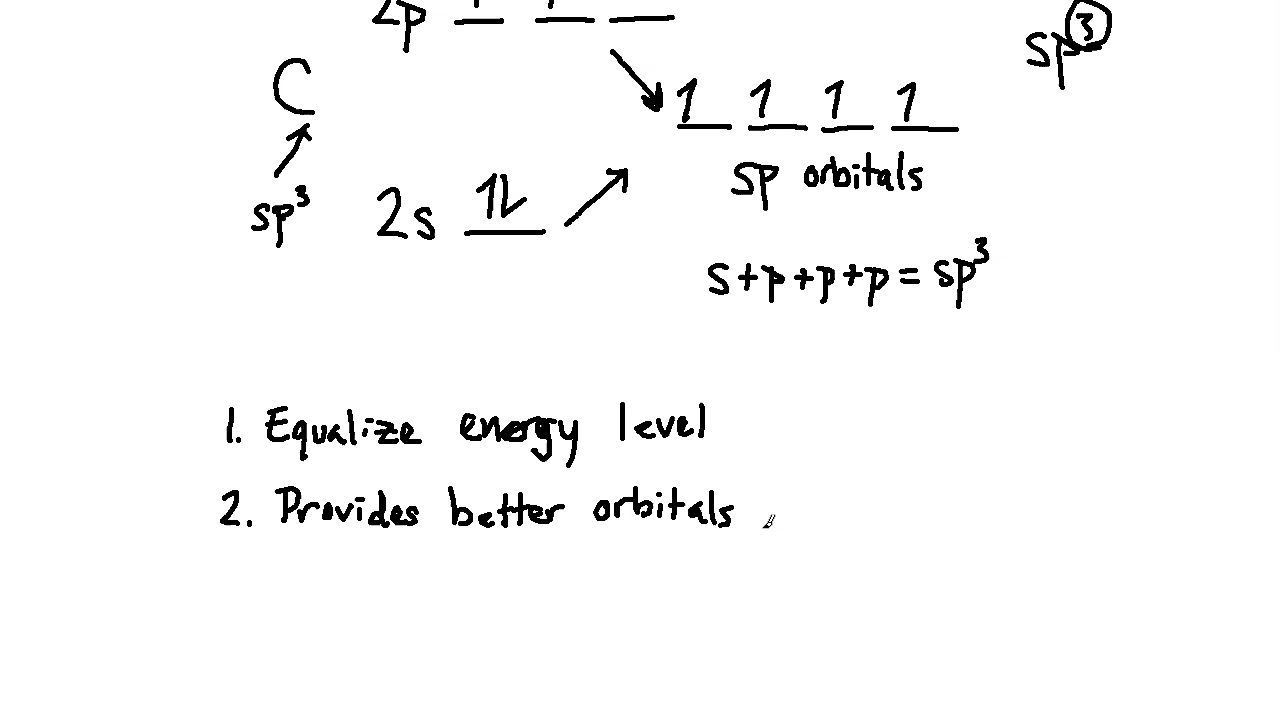 2p 1 1
sp³
C
1 1 1 1
sp orbitals
sp³ 2s 1l
s+p+p+p = sp³
1. Equalize energy level
2. Provides better orbitals